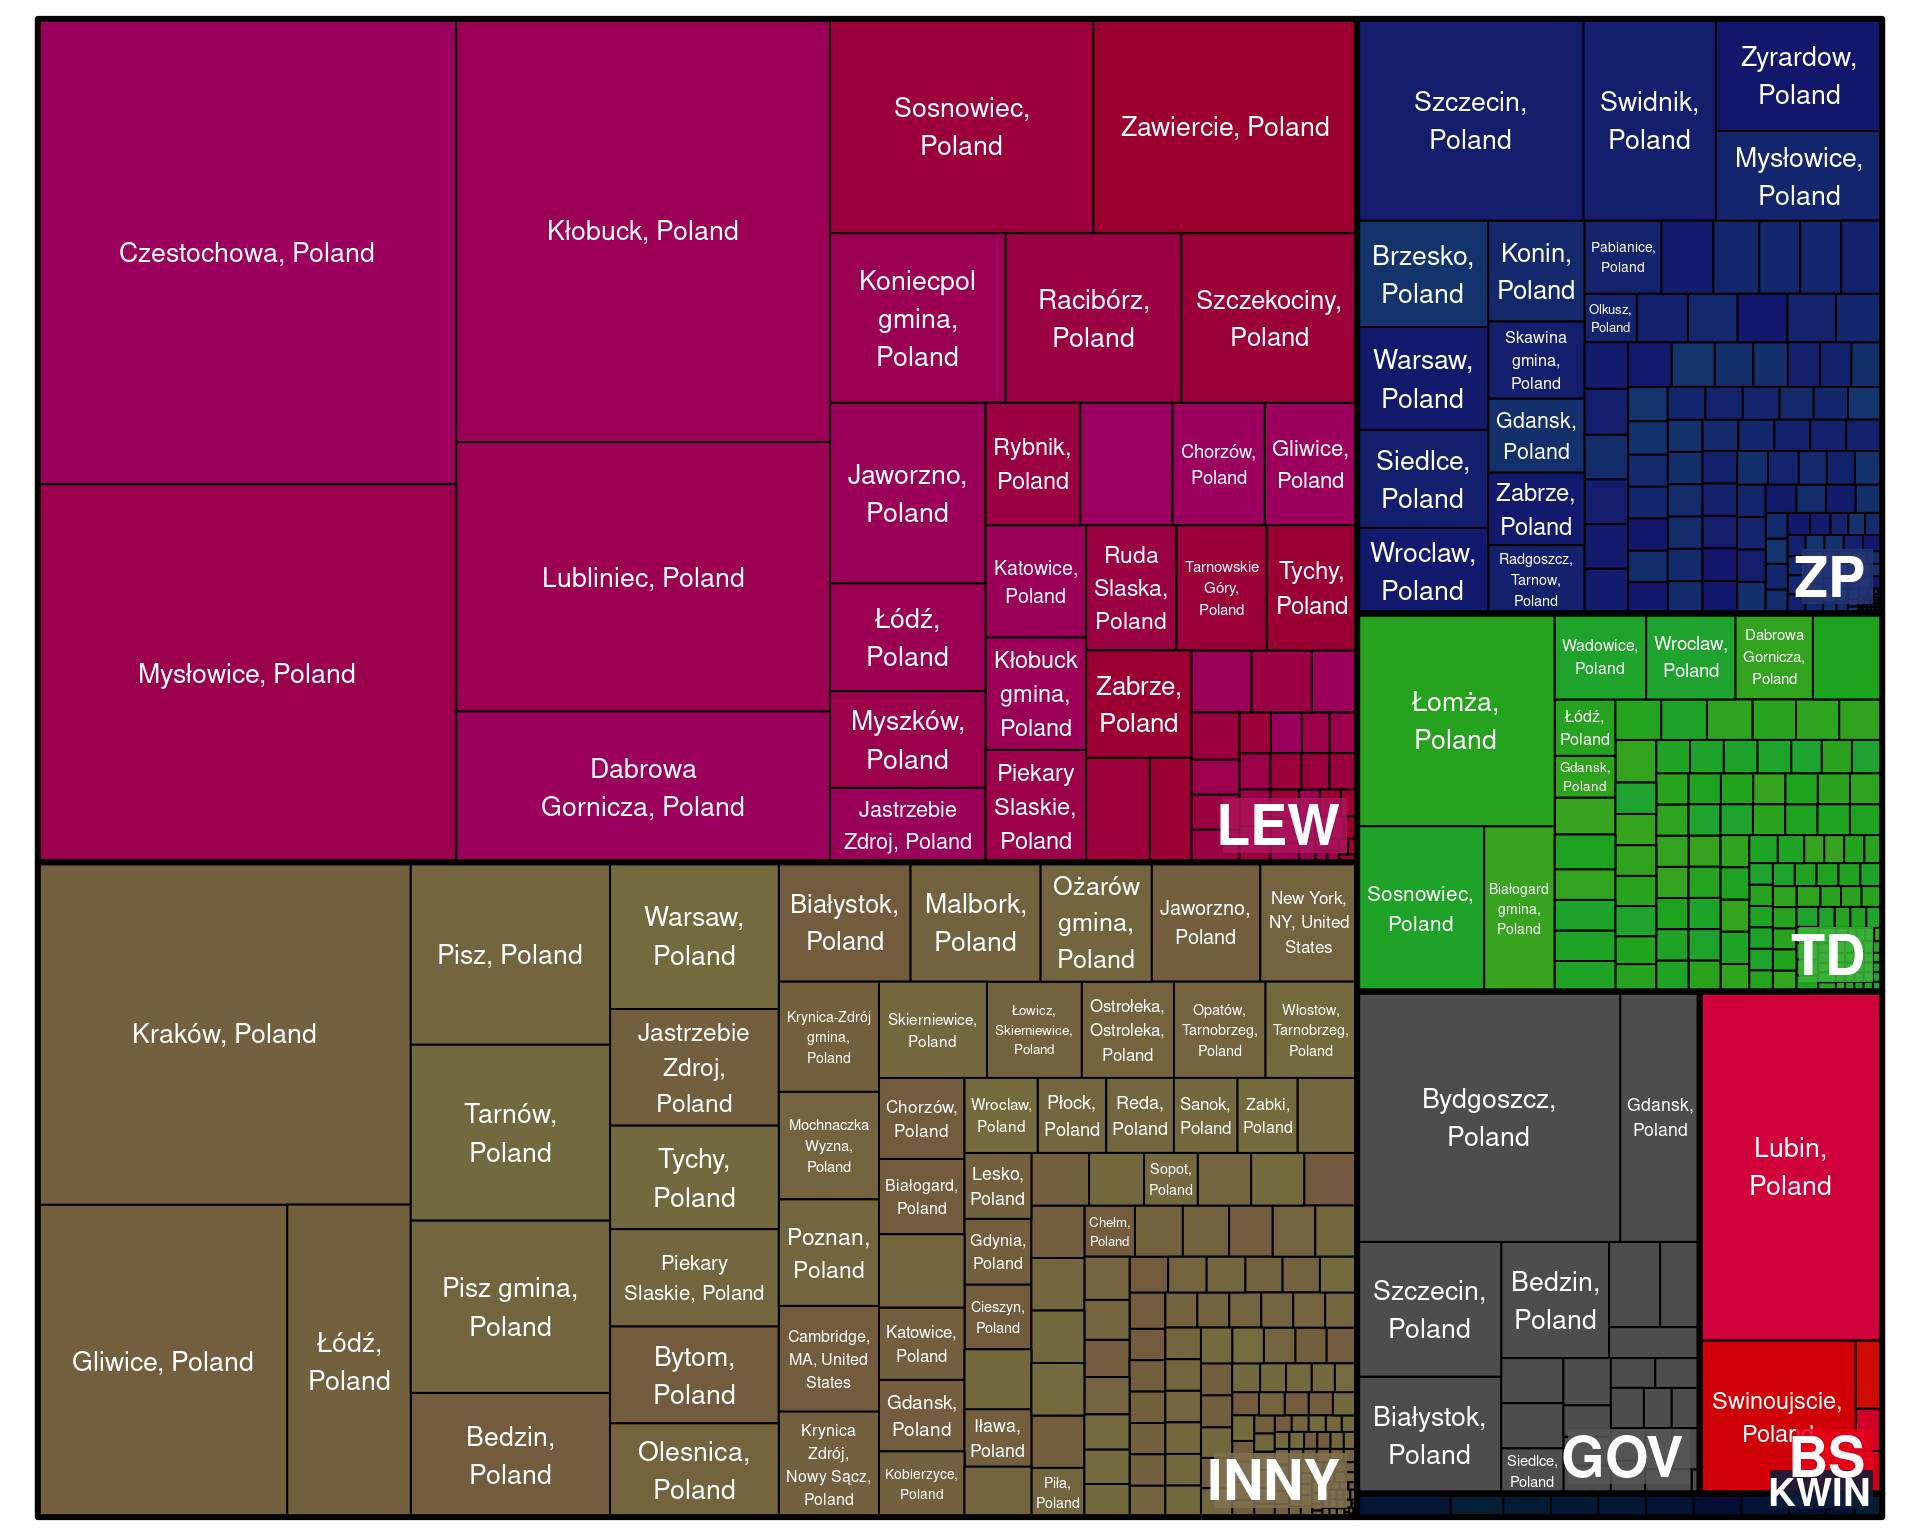 Czestochowa, Poland
Mysłowice, Poland
Kłobuck, Poland
Lubliniec, Poland
Dabrowa
Gornicza, Poland
Sosnowiec,
Poland
Zawiercie, Poland
Koniecpol
gmina,
Poland
Racibórz,
Poland
Szczekociny,
Poland
Jaworzno,
Poland
Łódź,
Poland
Myszków,
Poland
Jastrzebie
Zdroj, Poland
Rybnik,
Poland
Chorzów,
Poland
Gliwice,
Poland
Katowice,
Poland
Kłobuck
gmina,
Poland
Piekary
Slaskie,
Poland
Ruda
Slaska,
Poland
Tarnowskie
Góry,
Poland
Tychy,
Poland
Zabrze,
Poland
LEW
Szczecin,
Poland
Swidnik,
Poland
Zyrardow,
Poland
Mysłowice,
Poland
Brzesko,
Poland
Warsaw,
Poland
Siedlce,
Poland
Wroclaw,
Poland
Konin,
Poland
Skawina
gmina,
Poland
Gdansk,
Poland
Zabrze,
Poland
Radgoszcz,
Tarnow,
Poland
Pabianice,
Poland
Olkusz,
Poland
ZP
Łomża,
Poland
Sosnowiec,
Poland
Białogard
gmina,
Poland
Wadowice,
Poland
Wroclaw,
Poland
Dabrowa
Gornicza,
Poland
Łódź,
Poland
Gdansk,
Poland
TD
Kraków, Poland
Gliwice, Poland
Łódź,
Poland
Pisz, Poland
Tarnów,
Poland
Pisz gmina,
Poland
Bedzin,
Poland
Warsaw,
Poland
Jastrzebie
Zdroj,
Poland
Tychy,
Poland
Piekary
Slaskie, Poland
Bytom,
Poland
Olesnica,
Poland
Białystok,
Poland
Malbork,
Poland
Ożarów
gmina,
Poland
Jaworzno,
Poland
New York,
NY, United
States
Krynica-Zdrój
gmina,
Poland
Mochnaczka
Wyzna,
Poland
Poznan,
Poland
Cambridge,
MA, United
States
Krynica
Zdrój,
Nowy Sącz,
Poland
Skierniewice,
Poland
Łowicz,
Skierniewice,
Poland
Ostrołeka,
Ostroleka,
Poland
Opatów,
Tarnobrzeg,
Poland
Włostow,
Tarnobrzeg,
Poland
Chorzów,
Poland
Białogard,
Poland
Katowice,
Poland
Gdansk,
Poland
Kobierzyce,
Poland
Wroclaw,
Poland
Płock,
Poland
Reda,
Poland
Sanok,
Poland
Zabki,
Poland
Lesko,
Poland
Sopot,
Poland
Gdynia,
Poland
Chełm,
Poland
Cieszyn,
Poland
Iława,
Poland
Piła,
Poland
INNY
Bydgoszcz,
Poland
Gdansk,
Poland
Szczecin,
Poland
Bedzin,
Poland
Białystok,
Poland
Siedlce,
Poland
GOV
Lubin,
Poland
Swinoujscie,
Poland
BS
KWIN